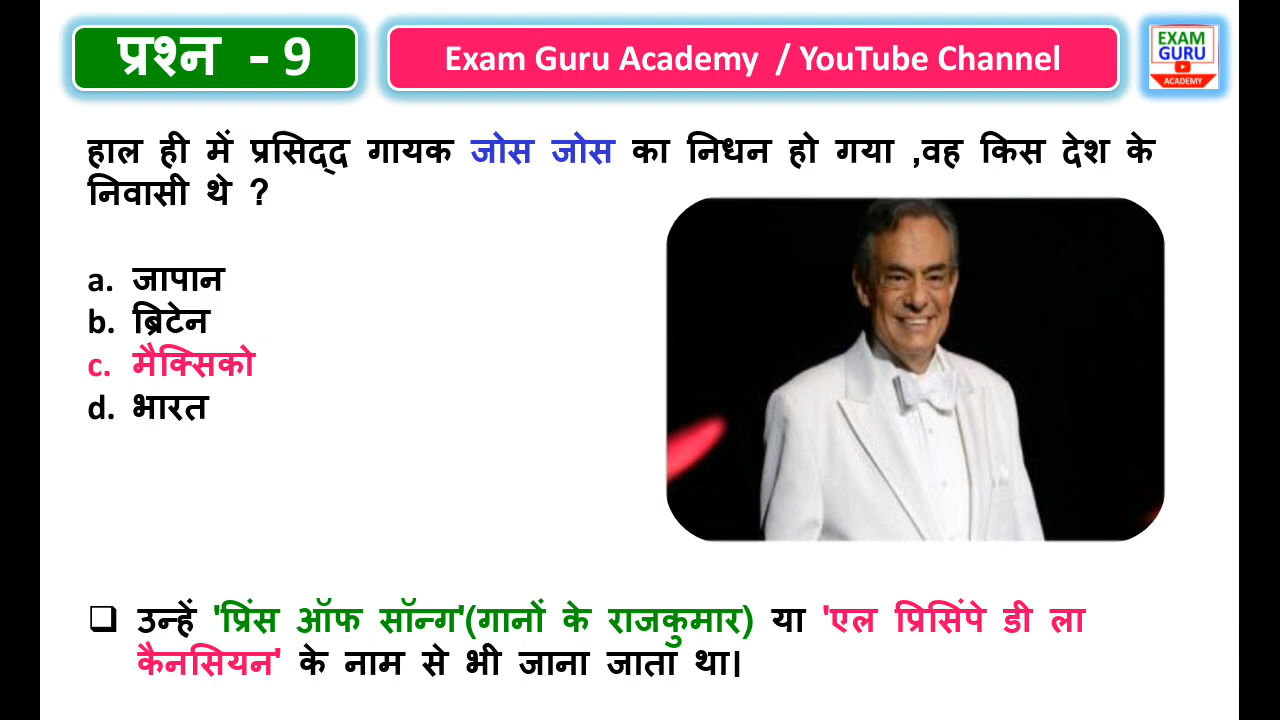 प्रश्न - 9
Exam Guru Academy / YouTube Channel
EXAM
GURU
ACADEMY
हाल ही में प्रसिद्द गायक जोस जोस का निधन हो गया ,वह किस देश के
निवासी थे ?
a. जापान
b. ब्रिटेन
c. मैक्सिको
d. भारत
❑ उन्हें 'प्रिंस ऑफ सॉन्ग'(गानों के राजकुमार) या 'एल प्रिसिंपे डी ला
कैनसियन' के नाम से भी जाना जाता था।